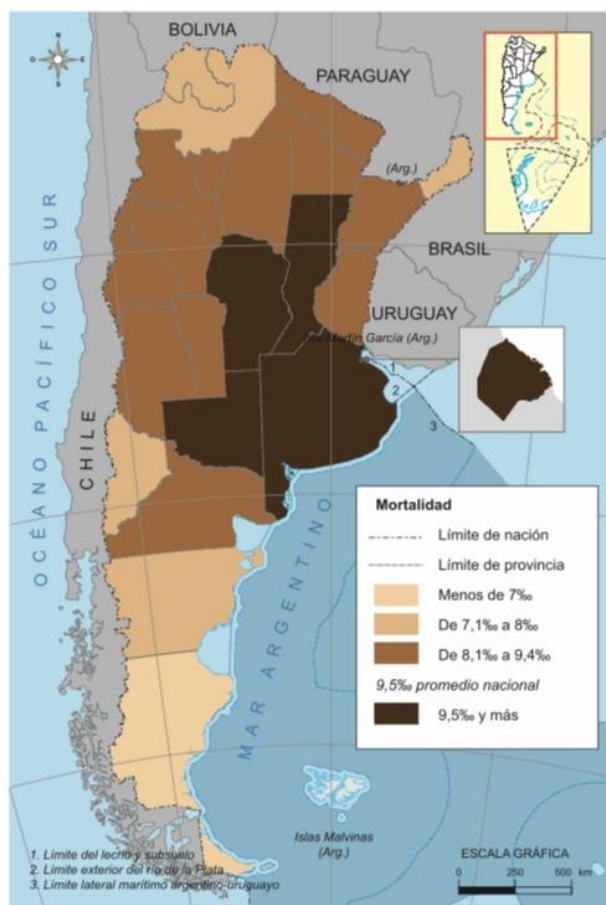 N
O
E
S
BOLIVIA
PARAGUAY
(Arg.)
BRASIL
URUGUAY
Martín García (Arg.)
1
2
3
OCÉANO PACÍFICO SUR
CHILE
MAR ARGENTINO
Mortalidad
Límite de nación
Límite de provincia
Menos de 7‰
De 7,1‰ a 8‰
De 8,1‰ a 9,4‰
9,5‰ promedio nacional
9,5‰ y más
Islas Malvinas
(Arg.)
1. Límite del lecho y subsuelo
2. Límite exterior del río de la Plata
3. Límite lateral marítimo argentino-uruguayo
ESCALA GRÁFICA
0 250 500 km